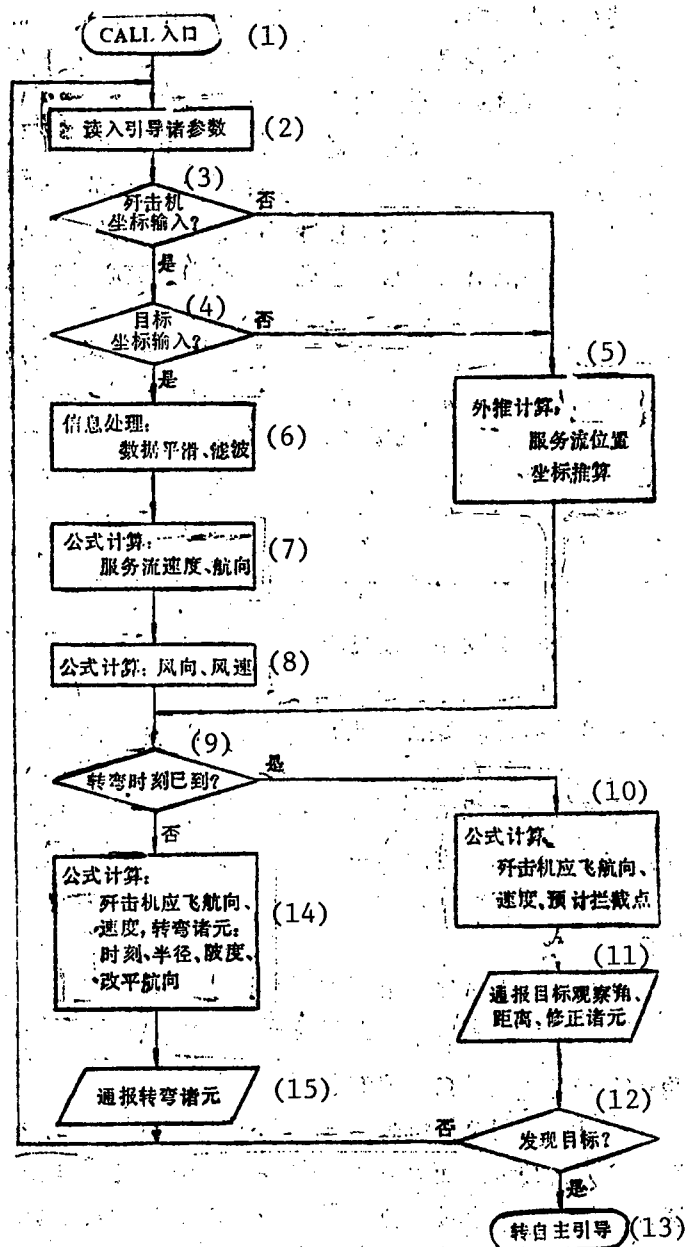 CALL 入口 (1)
读入引导诸参数 (2)
(3)
歼击机
坐标输入?
否
是
(4)
目标
坐标输入?
否
是
(5)
外推计算:
服务流位置
坐标推算
信息处理:
数据平滑、滤波
(6)
公式计算:
服务流速度、航向
(7)
公式计算: 风向、风速 (8)
(9)
转弯时刻已到?
是
否
(10)
公式计算
歼击机应飞航向、
速度、预计拦截点
公式计算:
歼击机应飞航向、
速度, 转弯诸元:
时刻、半径、陂度、
改平航向
(14)
(11)
通报目标观察角、
距离、修正诸元
通报转弯诸元 (15)
(12)
发现目标?
否
是
转自主引导 (13)